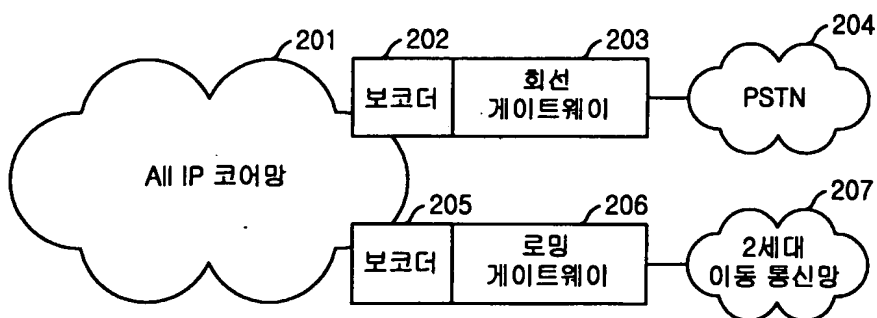 201
202
203
204
All IP 코어망
보코더
회선
게이트웨이
PSTN
205
206
207
보코더
로밍
게이트웨이
2세대
이동 통신망